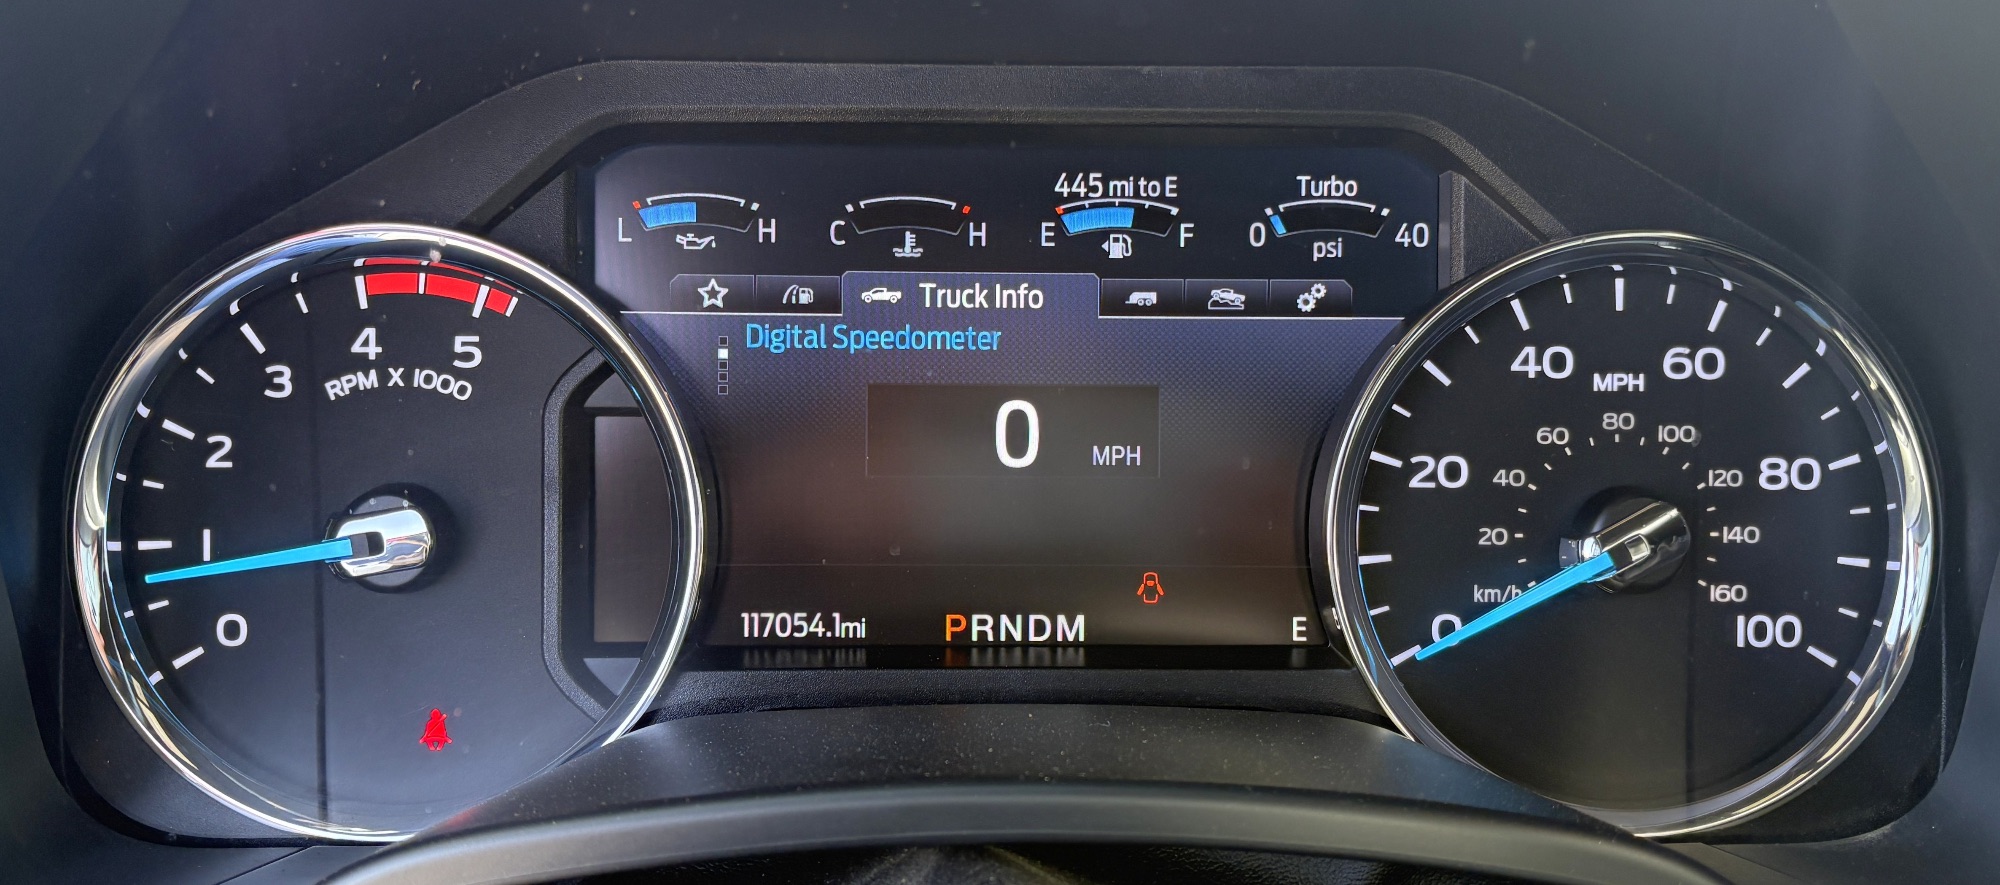 445 mi to E
Turbo
L H
C H
E F
0 psi 40
Truck Info
Digital Speedometer
0 MPH
117054.1mi
PRNDM
E
0
1
2
3
4
5
RPM X 1000
0
20
40
60
80
100
MPH
km/h
20
40
60
80
100
120
140
160